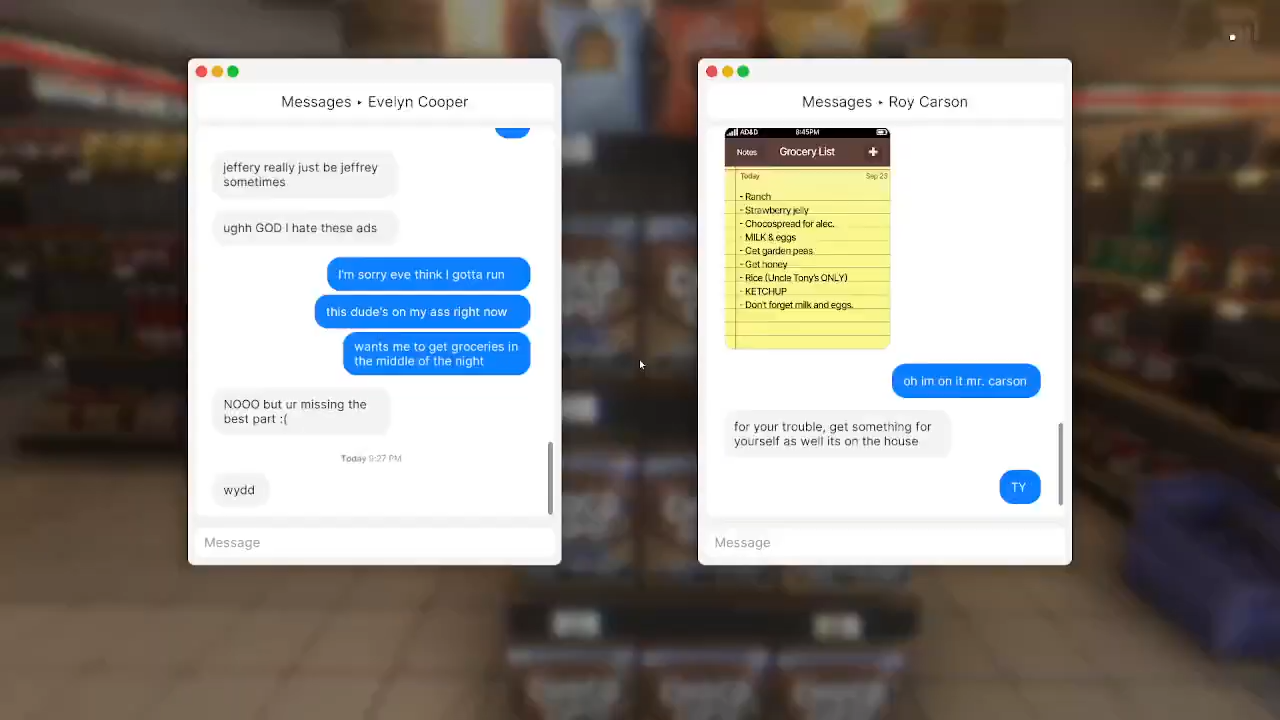 Messages ▸ Evelyn Cooper
jeffery really just be jeffrey
sometimes
ughh GOD I hate these ads
I'm sorry eve think I gotta run
this dude's on my ass right now
wants me to get groceries in
the middle of the night
NOOO but ur missing the
best part :(
Today 9:27 PM
wydd
Message
Messages ▸ Roy Carson
AD&D 8:45PM
Notes Grocery List +
Today Sep 23
- Ranch
- Strawberry jelly
- Chocospread for alec.
- MILK & eggs
- Get garden peas
- Get honey
- Rice (Uncle Tony's ONLY)
- KETCHUP
- Don't forget milk and eggs.
oh im on it mr. carson
for your trouble, get something for
yourself as well its on the house
TY
Message